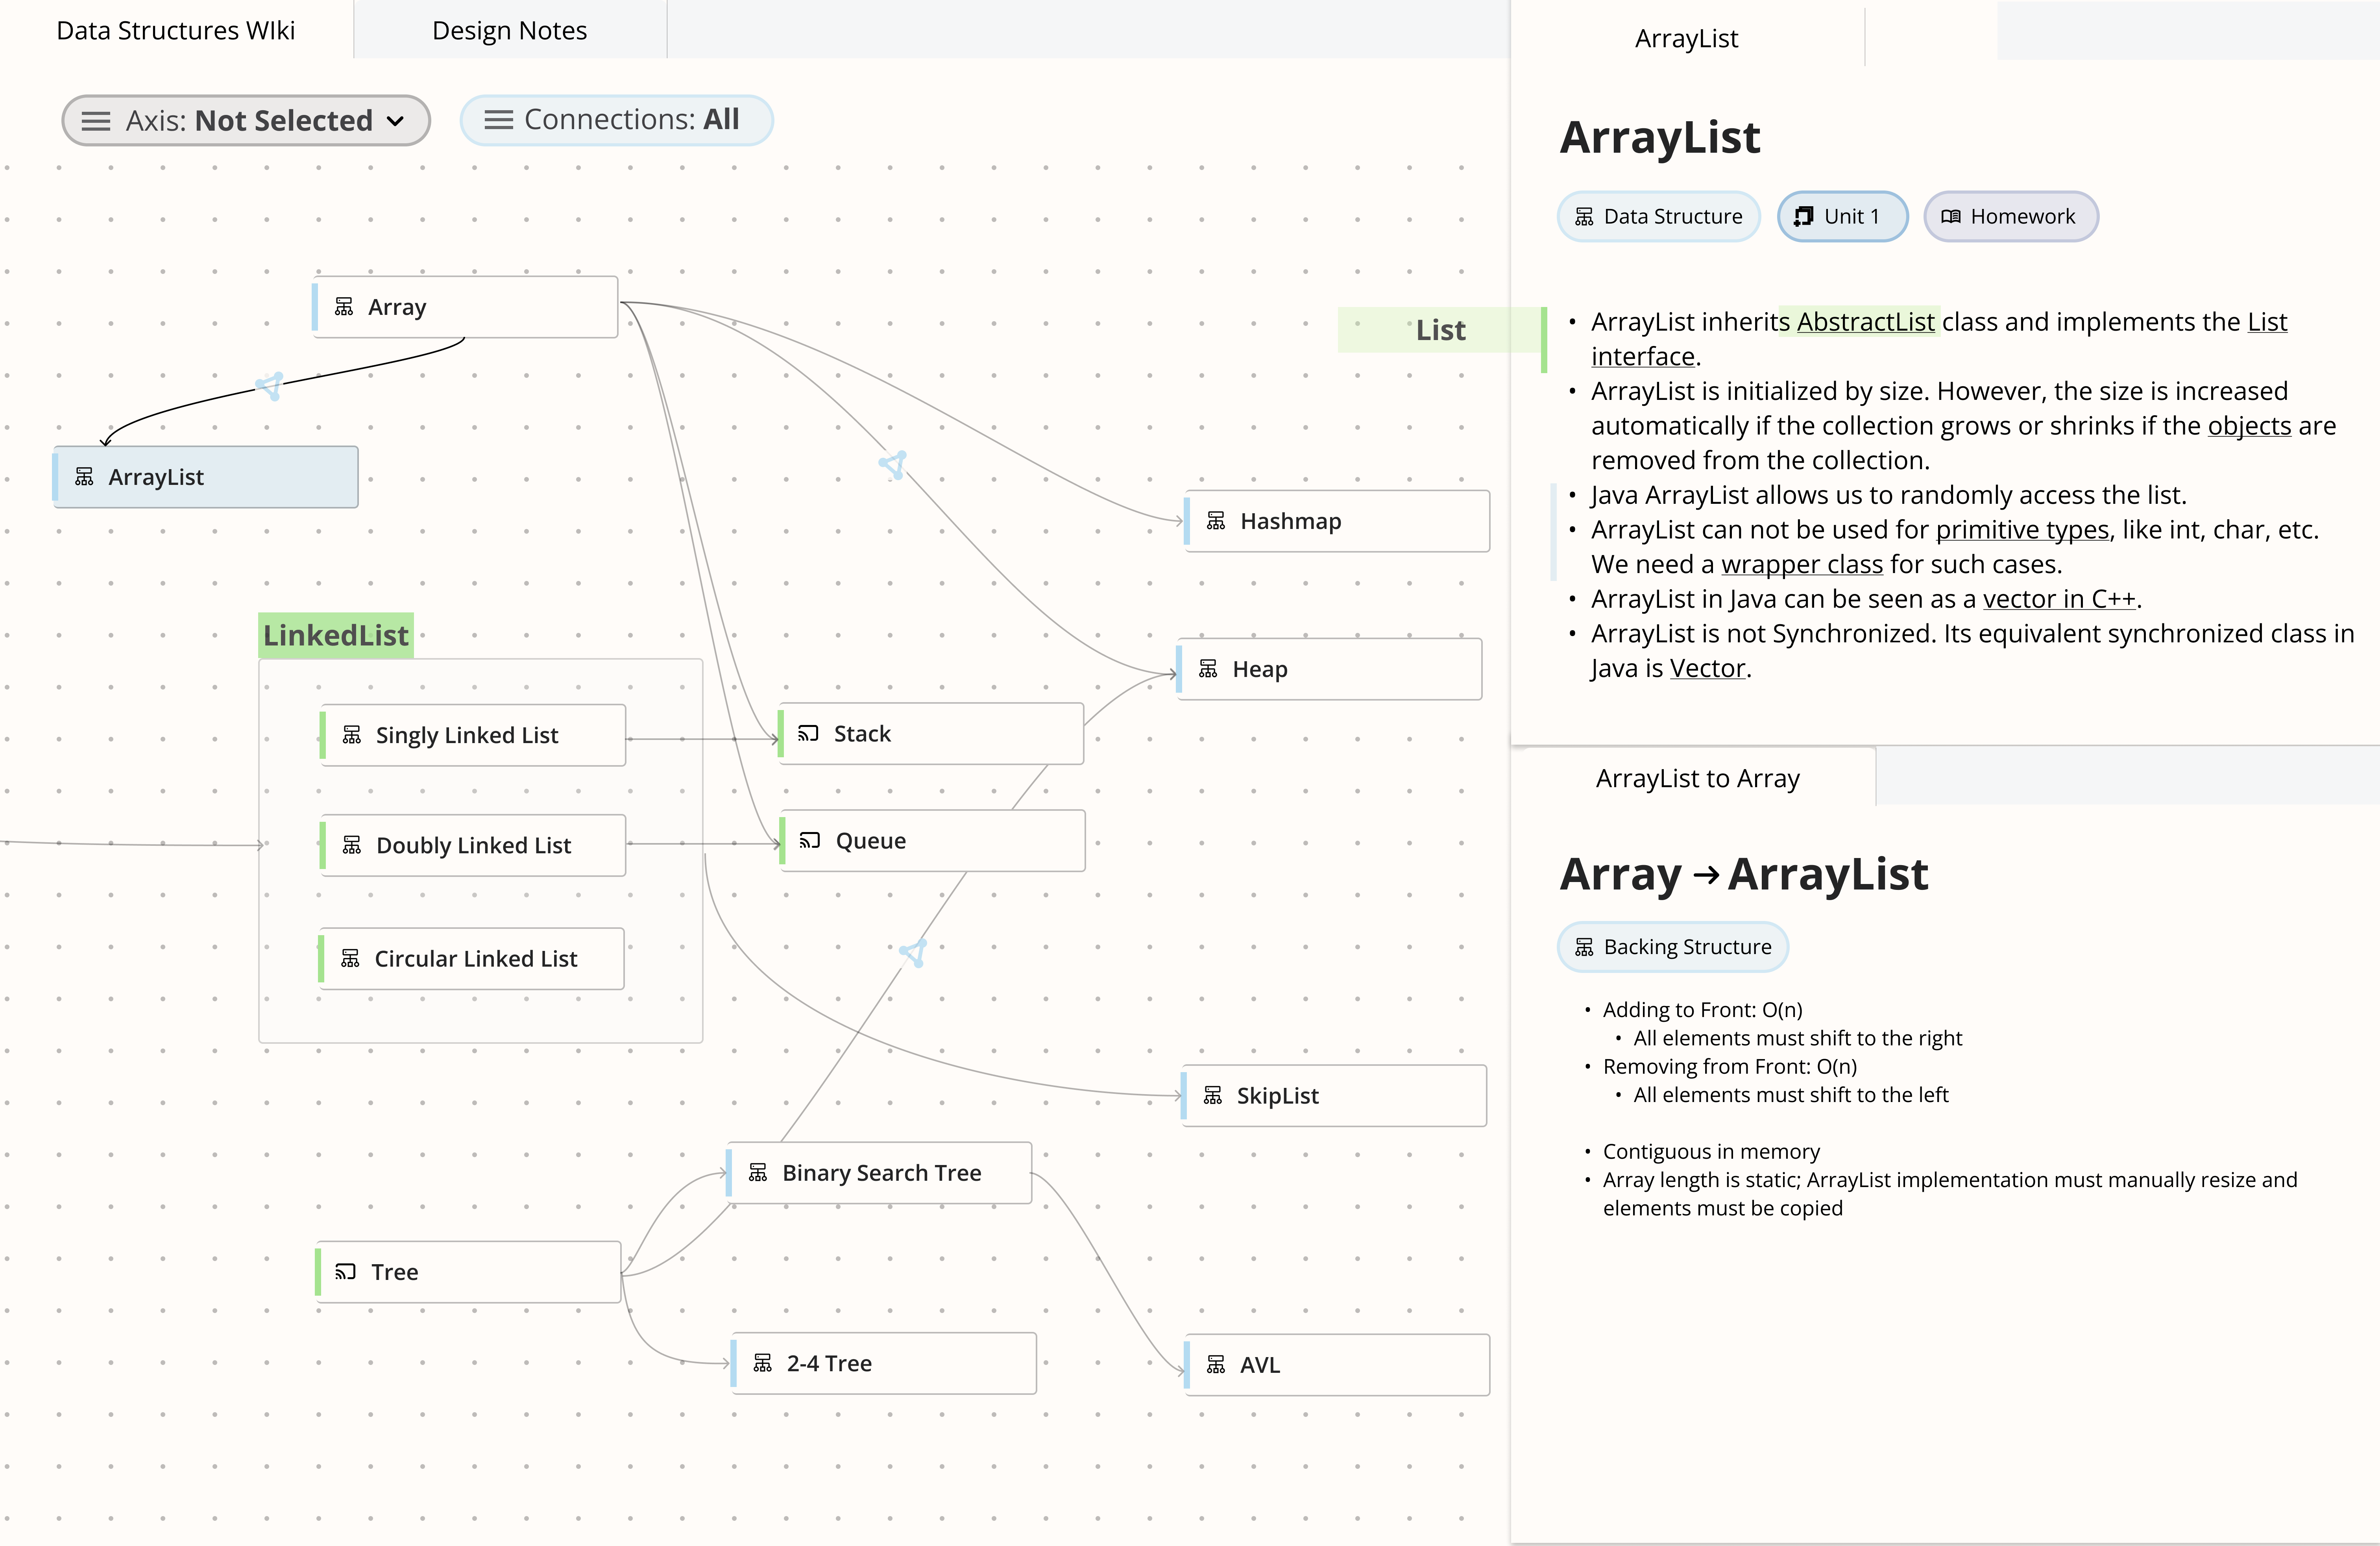 Data Structures WIki
Design Notes
Axis: Not Selected
Connections: All
Array
ArrayList
Hashmap
Heap
LinkedList
Singly Linked List
Doubly Linked List
Circular Linked List
Stack
Queue
SkipList
Binary Search Tree
Tree
2-4 Tree
AVL
List
ArrayList
ArrayList
Data Structure
Unit 1
Homework
• ArrayList inherits AbstractList class and implements the List
interface.
• ArrayList is initialized by size. However, the size is increased
automatically if the collection grows or shrinks if the objects are
removed from the collection.
• Java ArrayList allows us to randomly access the list.
• ArrayList can not be used for primitive types, like int, char, etc.
We need a wrapper class for such cases.
• ArrayList in Java can be seen as a vector in C++.
• ArrayList is not Synchronized. Its equivalent synchronized class in
Java is Vector.
ArrayList to Array
Array → ArrayList
Backing Structure
• Adding to Front: O(n)
• All elements must shift to the right
• Removing from Front: O(n)
• All elements must shift to the left
• Contiguous in memory
• Array length is static; ArrayList implementation must manually resize and
elements must be copied